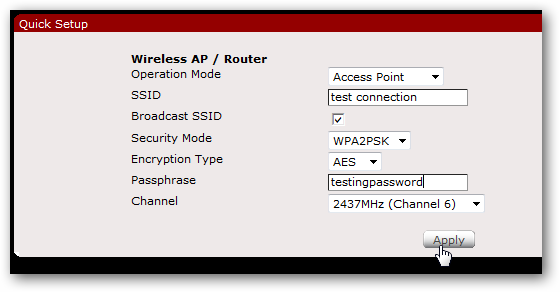 Quick Setup
Wireless AP / Router
Operation Mode Access Point
SSID test connection
Broadcast SSID
Security Mode WPA2PSK
Encryption Type AES
Passphrase testingpassword
Channel 2437MHz (Channel 6)
Apply